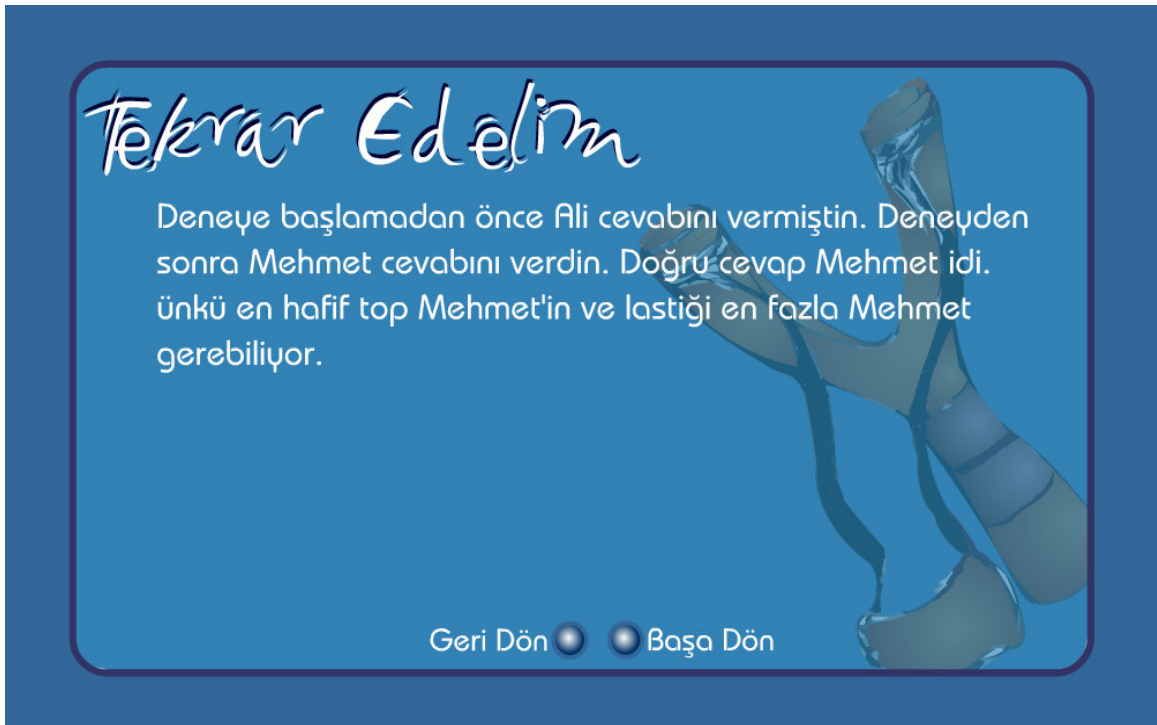 Tekrar Edelim
Deneye başlamadan önce Ali cevabını vermiştin. Deneyden
sonra Mehmet cevabını verdin. Doğru cevap Mehmet idi.
ünkü en hafif top Mehmet'in ve lastiği en fazla Mehmet
gerebiliyor.
Geri Dön Başa Dön